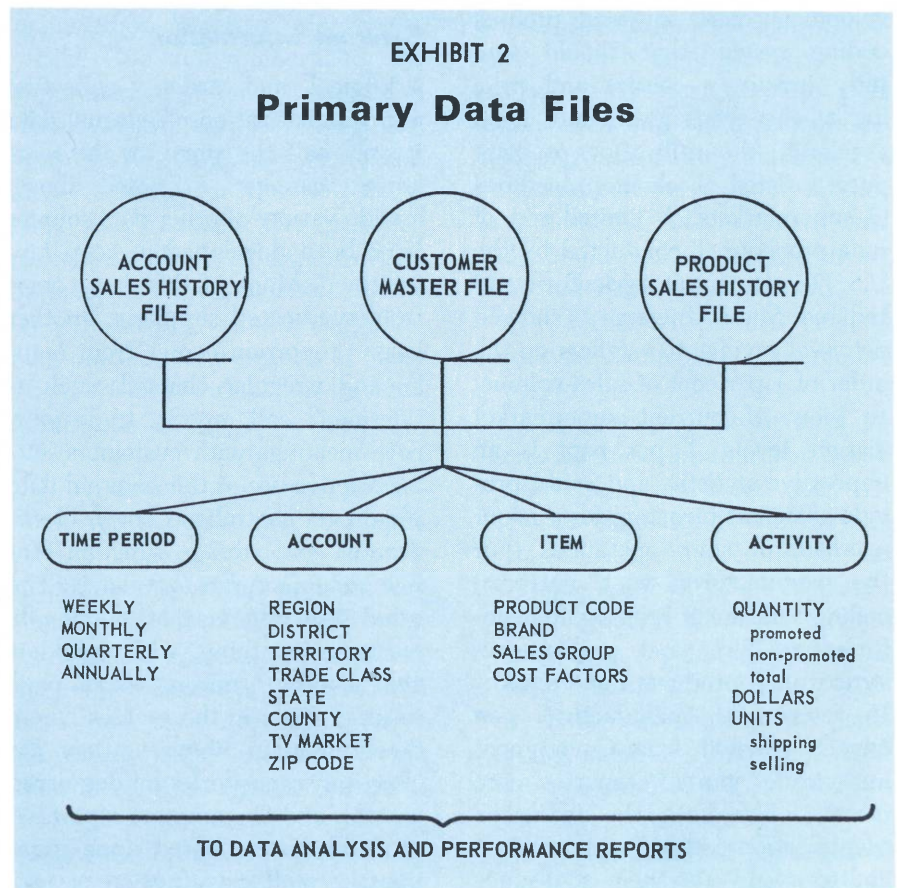 EXHIBIT 2
Primary Data Files
ACCOUNT
SALES HISTORY
FILE
CUSTOMER
MASTER FILE
PRODUCT
SALES HISTORY
FILE
TIME PERIOD
WEEKLY
MONTHLY
QUARTERLY
ANNUALLY
ACCOUNT
REGION
DISTRICT
TERRITORY
TRADE CLASS
STATE
COUNTY
TV MARKET
ZIP CODE
ITEM
PRODUCT CODE
BRAND
SALES GROUP
COST FACTORS
ACTIVITY
QUANTITY
promoted
non-promoted
total
DOLLARS
UNITS
shipping
selling
TO DATA ANALYSIS AND PERFORMANCE REPORTS